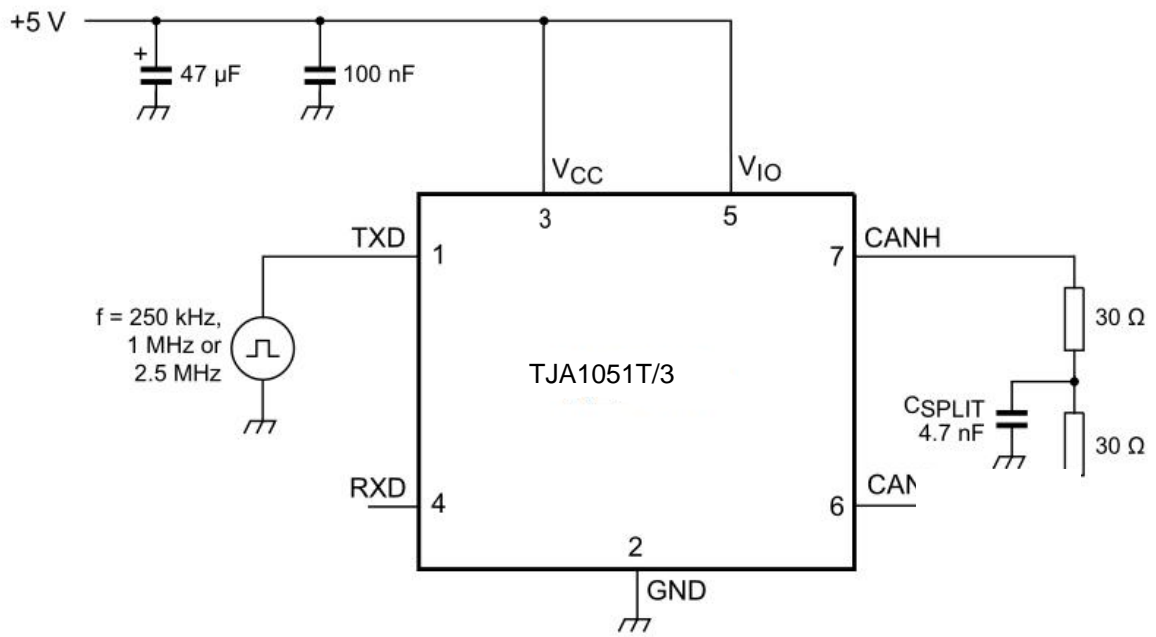 +5 V
+
47 µF
100 nF
VCC
VIO
3
5
TXD
1
7
CANH
f = 250 kHz,
1 MHz or
2.5 MHz
30 Ω
TJA1051T/3
CSPLIT
4.7 nF
30 Ω
RXD
4
6
2
GND